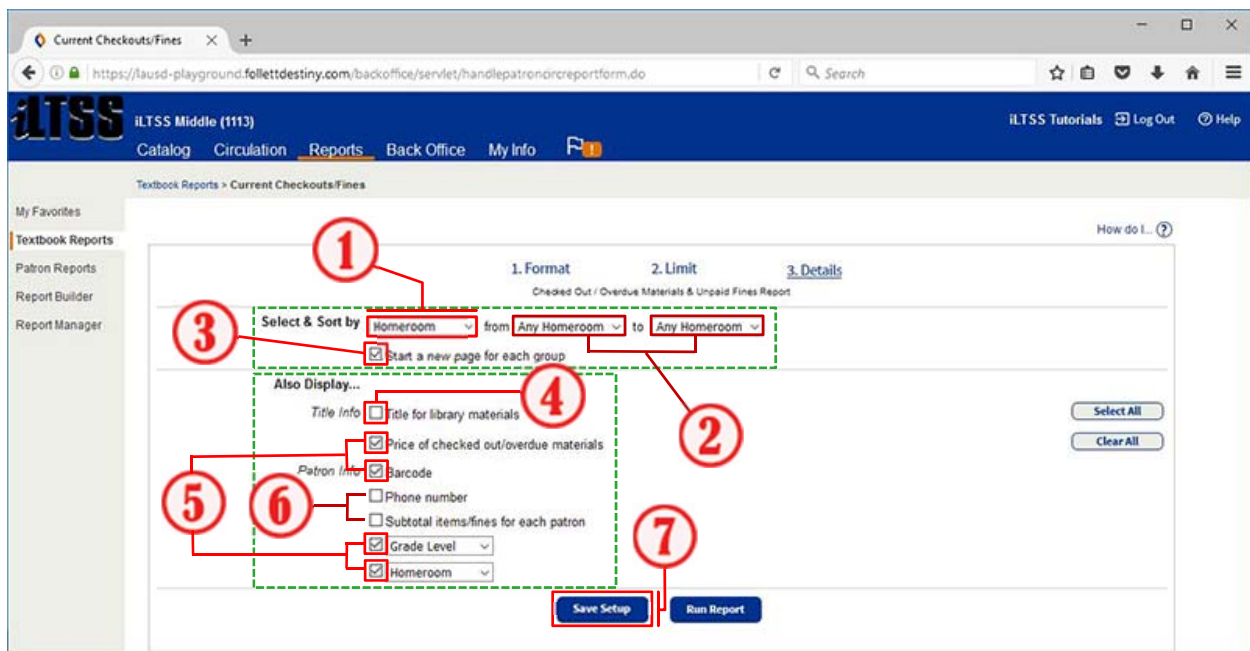 Current Checkouts/Fines
https://lausd-playground.follettdestiny.com/backoffice/servlet/handlepatroncircreportform.do
Search
iLTSS
iLTSS Middle (1113)
iLTSS Tutorials Log Out ? Help
Catalog Circulation Reports Back Office My Info !
Textbook Reports > Current Checkouts/Fines
My Favorites
Textbook Reports
Patron Reports
Report Builder
Report Manager
How do I... ?
1
1. Format 2. Limit 3. Details
Checked Out / Overdue Materials & Unpaid Fines Report
3
Select & Sort by Homeroom from Any Homeroom to Any Homeroom
Start a new page for each group
2
Also Display...
4
Title Info Title for library materials
Select All
Price of checked out/overdue materials
Clear All
Patron Info Barcode
5
6
Phone number
Subtotal items/fines for each patron
7
Grade Level
Homeroom
Save Setup Run Report